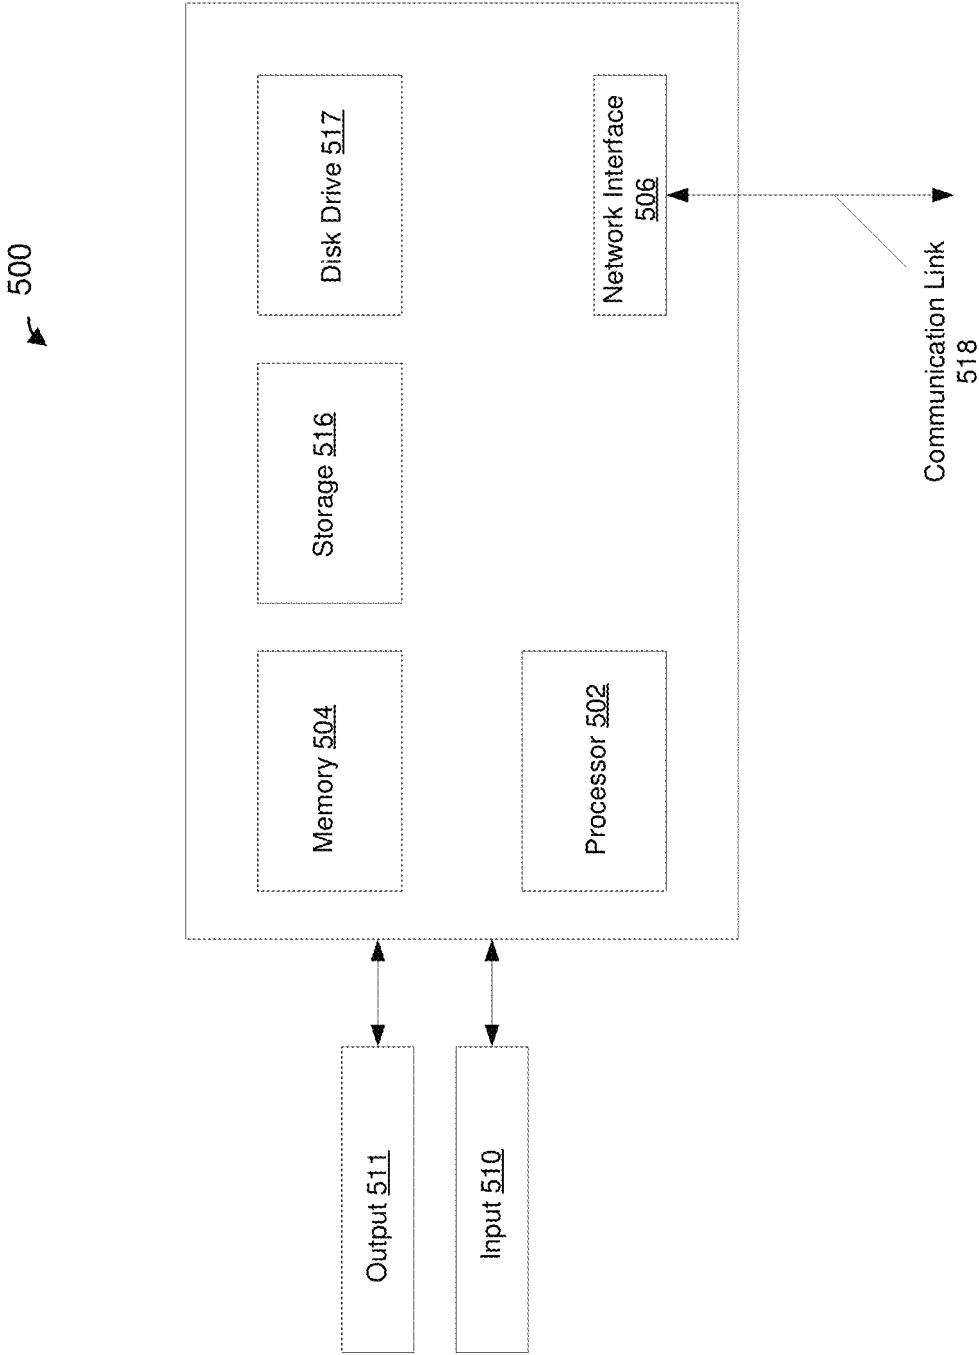 500
Memory 504
Storage 516
Disk Drive 517
Output 511
Input 510
Processor 502
Network Interface
506
Communication Link
518